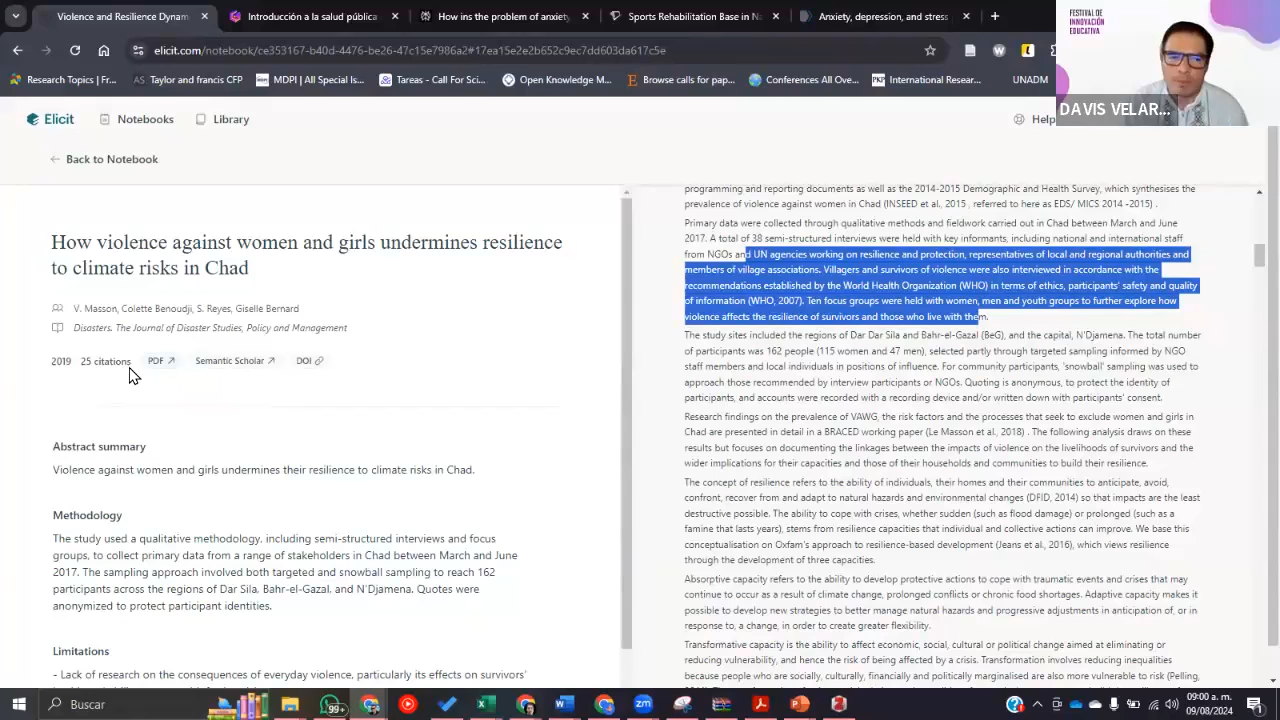 Violence and Resilience Dynam
Introducción a la salud públi
How is the problem of the
The Rehabilitation Base in N
Anxiety, depression, and stress
elicit.com/notebook/ce353167-b40d-4476-bdc6-47c15e7986a2#17ea15e2e2b652c9ec7dd603da617c5e
Research Topics | Fr...
Taylor and francis CFP
MDPI | All Special Is...
Tareas - Call For Sci...
Open Knowledge M...
Browse calls for pap...
Conferences All Ove...
International Resear...
UNADM
FESTIVAL DE
INNOVACIÓN
EDUCATIVA
DAVIS VELAR...
Elicit
Notebooks
Library
Help
Back to Notebook
How violence against women and girls undermines resilience
to climate risks in Chad
V. Masson, Colette Benoudji, S. Reyes, Giselle Bernard
Disasters. The Journal of Disaster Studies, Policy and Management
2019 25 citations PDF Semantic Scholar DOI
Abstract summary
Violence against women and girls undermines their resilience to climate risks in Chad.
Methodology
The study used a qualitative methodology, including semi-structured interviews and focus
groups, to collect primary data from a range of stakeholders in Chad between March and June
2017. The sampling approach involved both targeted and snowball sampling to reach 162
participants across the regions of Dar Sila, Bahr-el-Gazal, and N'Djamena. Quotes were
anonymized to protect participant identities.
Limitations
- Lack of research on the consequences of everyday violence, particularly its effects on survivors'
programming and reporting documents as well as the 2014-2015 Demographic and Health Survey, which synthesises the
prevalence of violence against women in Chad (INSEED et al., 2015 , referred to here as EDS/ MICS 2014 -2015) .
Primary data were collected through qualitative methods and fieldwork carried out in Chad between March and June
2017. A total of 38 semi-structured interviews were held with key informants, including national and international staff
from NGOs and UN agencies working on resilience and protection, representatives of local and regional authorities and
members of village associations. Villagers and survivors of violence were also interviewed in accordance with the
recommendations established by the World Health Organization (WHO) in terms of ethics, participants' safety and quality
of information (WHO, 2007). Ten focus groups were held with women, men and youth groups to further explore how
violence affects the resilience of survivors and those who live with them.
The study sites included the regions of Dar Dar Sila and Bahr-el-Gazal (BeG), and the capital, N'Djamena. The total number
of participants was 162 people (115 women and 47 men), selected partly through targeted sampling informed by NGO
staff members and local individuals in positions of influence. For community participants, 'snowball' sampling was used to
approach those recommended by interview participants or NGOs. Quoting is anonymous, to protect the identity of
participants, and accounts were recorded with a recording device and/or written down with participants' consent.
Research findings on the prevalence of VAWG, the risk factors and the processes that seek to exclude women and girls in
Chad are presented in detail in a BRACED working paper (Le Masson et al., 2018) . The following analysis draws on these
results but focuses on documenting the linkages between the impacts of violence on the livelihoods of survivors and the
wider implications for their capacities and those of their households and communities to build their resilience.
The concept of resilience refers to the ability of individuals, their homes and their communities to anticipate, avoid,
confront, recover from and adapt to natural hazards and environmental changes (DFID, 2014) so that impacts are the least
destructive possible. The ability to cope with crises, whether sudden (such as flood damage) or prolonged (such as a
famine that lasts years), stems from resilience capacities that individual and collective actions can improve. We base this
conceptualisation on Oxfam's approach to resilience-based development (Jeans et al., 2016), which views resilience
through the development of three capacities.
Absorptive capacity refers to the ability to develop protective actions to cope with traumatic events and crises that may
continue to occur as a result of climate change, prolonged conflicts or chronic food shortages. Adaptive capacity makes it
possible to develop new strategies to better manage natural hazards and progressive adjustments in anticipation of, or in
response to, a change, in order to create greater flexibility.
Transformative capacity is the ability to affect economic, social, cultural or political change aimed at eliminating or
reducing vulnerability, and hence the risk of being affected by a crisis. Transformation involves reducing inequalities
because people who are socially, culturally, financially and politically marginalised are also more vulnerable to risk (Pelling,
Buscar
99+
09:00 a. m.
09/08/2024